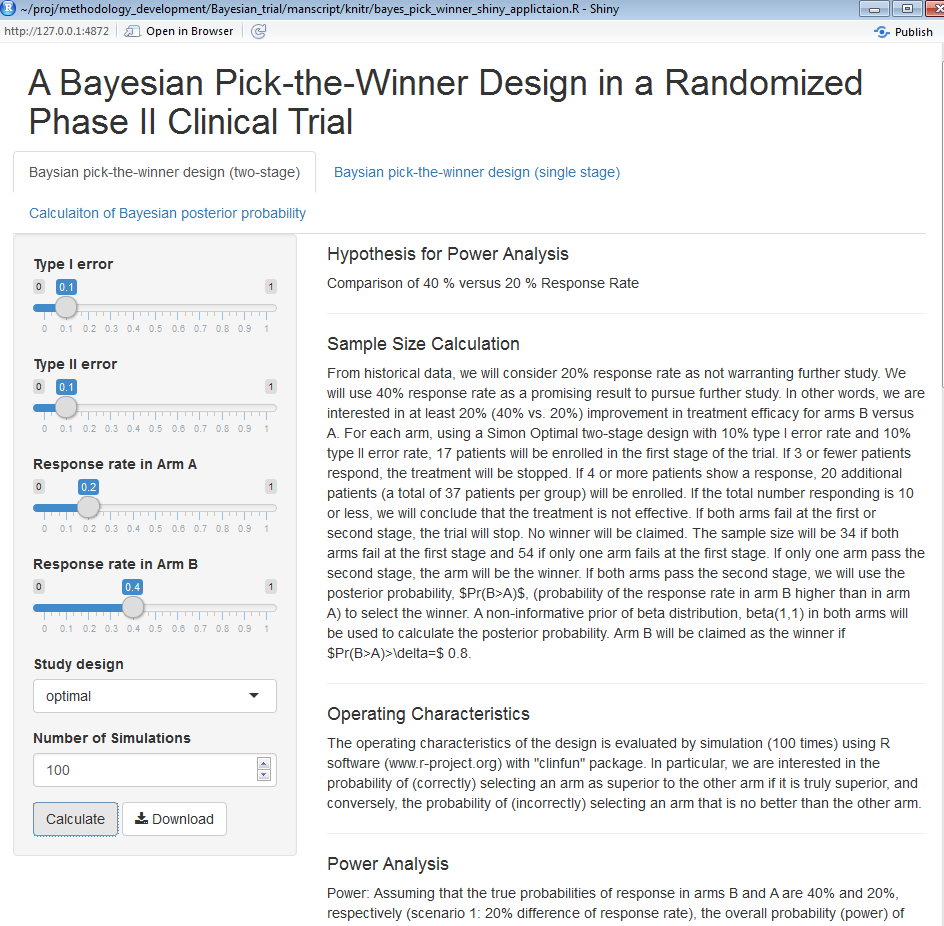 ~/proj/methodology_development/Bayesian_trial/manscript/knitr/bayes_pick_winner_shiny_applictaion.R - Shiny
http://127.0.0.1:4872 Open in Browser Publish
A Bayesian Pick-the-Winner Design in a Randomized
Phase II Clinical Trial
Baysian pick-the-winner design (two-stage) Baysian pick-the-winner design (single stage)
Calculaiton of Bayesian posterior probability
Type I error
0 0.1 1
0 0.1 0.2 0.3 0.4 0.5 0.6 0.7 0.8 0.9 1
Type II error
0 0.1 1
0 0.1 0.2 0.3 0.4 0.5 0.6 0.7 0.8 0.9 1
Response rate in Arm A
0 0.2 1
0 0.1 0.2 0.3 0.4 0.5 0.6 0.7 0.8 0.9 1
Response rate in Arm B
0 0.4 1
0 0.1 0.2 0.3 0.4 0.5 0.6 0.7 0.8 0.9 1
Study design
optimal
Number of Simulations
100
Calculate Download
Hypothesis for Power Analysis
Comparison of 40 % versus 20 % Response Rate
Sample Size Calculation
From historical data, we will consider 20% response rate as not warranting further study. We
will use 40% response rate as a promising result to pursue further study. In other words, we are
interested in at least 20% (40% vs. 20%) improvement in treatment efficacy for arms B versus
A. For each arm, using a Simon Optimal two-stage design with 10% type I error rate and 10%
type II error rate, 17 patients will be enrolled in the first stage of the trial. If 3 or fewer patients
respond, the treatment will be stopped. If 4 or more patients show a response, 20 additional
patients (a total of 37 patients per group) will be enrolled. If the total number responding is 10
or less, we will conclude that the treatment is not effective. If both arms fail at the first or
second stage, the trial will stop. No winner will be claimed. The sample size will be 34 if both
arms fail at the first stage and 54 if only one arm fails at the first stage. If only one arm pass the
second stage, the arm will be the winner. If both arms pass the second stage, we will use the
posterior probability, $Pr(B>A)$, (probability of the response rate in arm B higher than in arm
A) to select the winner. A non-informative prior of beta distribution, beta(1,1) in both arms will
be used to calculate the posterior probability. Arm B will be claimed as the winner if
$Pr(B>A)>\delta=$ 0.8.
Operating Characteristics
The operating characteristics of the design is evaluated by simulation (100 times) using R
software (www.r-project.org) with "clinfun" package. In particular, we are interested in the
probability of (correctly) selecting an arm as superior to the other arm if it is truly superior, and
conversely, the probability of (incorrectly) selecting an arm that is no better than the other arm.
Power Analysis
Power: Assuming that the true probabilities of response in arms B and A are 40% and 20%,
respectively (scenario 1: 20% difference of response rate), the overall probability (power) of